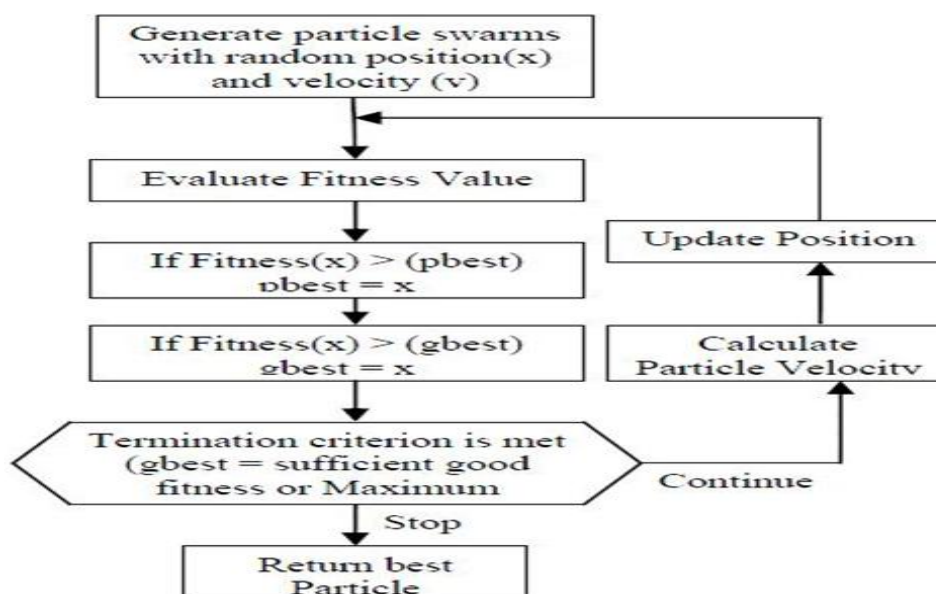 Generate particle swarms
with random position(x)
and velocity (v)
Evaluate Fitness Value
If Fitness(x) > (pbest)
pbest = x
If Fitness(x) > (gbest)
gbest = x
Termination criterion is met
(gbest = sufficient good
fitness or Maximum
Continue
Calculate
Particle Velocity
Update Position
Stop
Return best
Particle